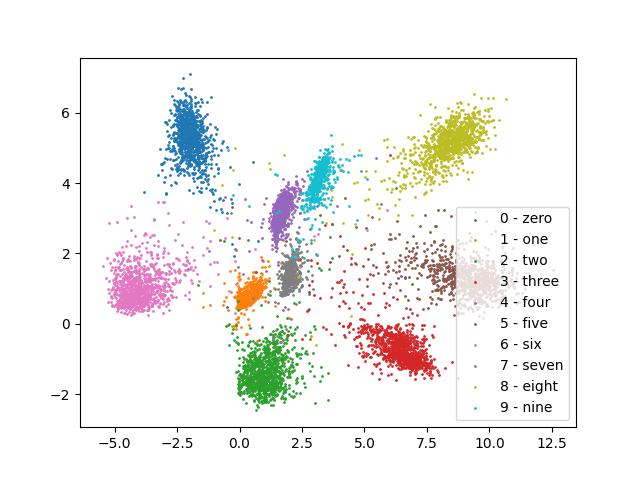 6
4
2
0
−2
−5.0 −2.5 0.0 2.5 5.0 7.5 10.0 12.5
0 - zero
1 - one
2 - two
3 - three
4 - four
5 - five
6 - six
7 - seven
8 - eight
9 - nine